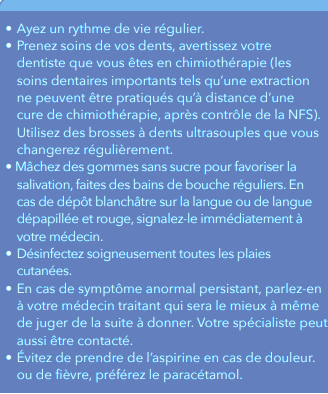 • Ayez un rythme de vie régulier.
• Prenez soins de vos dents, avertissez votre
dentiste que vous êtes en chimiothérapie (les
soins dentaires importants tels qu'une extraction
ne peuvent être pratiqués qu'à distance d'une
cure de chimiothérapie, après contrôle de la NFS).
Utilisez des brosses à dents ultrasouples que vous
changerez régulièrement.
• Mâchez des gommes sans sucre pour favoriser la
salivation, faites des bains de bouche réguliers. En
cas de dépôt blanchâtre sur la langue ou de langue
dépapillée et rouge, signalez-le immédiatement à
votre médecin.
• Désinfectez soigneusement toutes les plaies
cutanées.
• En cas de symptôme anormal persistant, parlez-en
à votre médecin traitant qui sera le mieux à même
de juger de la suite à donner. Votre spécialiste peut
aussi être contacté.
• Évitez de prendre de l'aspirine en cas de douleur.
ou de fièvre, préférez le paracétamol.